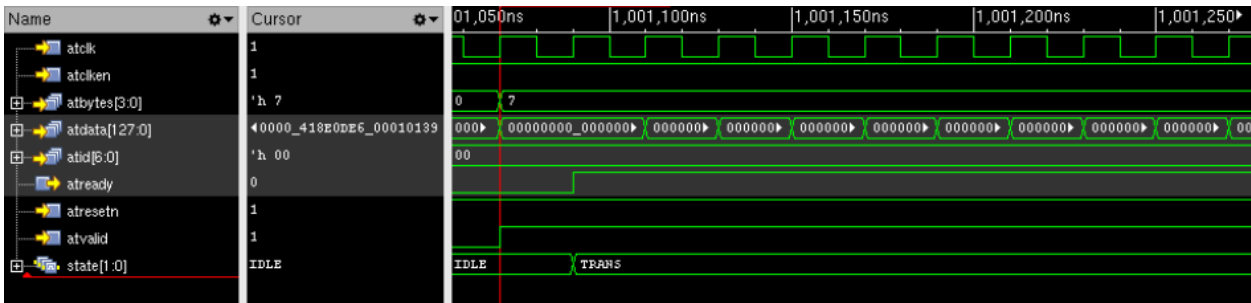 Name Cursor 01,050ns 1,001,100ns 1,001,150ns 1,001,200ns 1,001,250
atclk 1
atclken 1
atbytes[3:0] 'h 7 0 7
atdata[127:0] 0000_418E0DE6_00010139 000 00000000_000000 000000 000000 000000 000000 000000 000000 000000 000000 00
atid[6:0] 'h 00 00
atready 0
atresetn 1
atvalid 1
state[1:0] IDLE IDLE TRANS